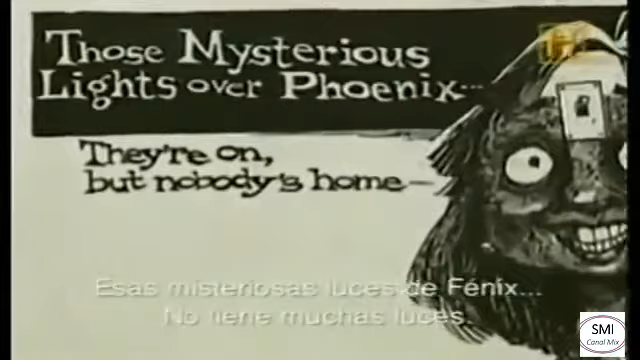 Those Mysterious
Lights over Phoenix...
They're on,
but nobody's home—
Esas misteriosas luces de Fénix...
No tiene muchas luces.
H
SMI
Canal Mix